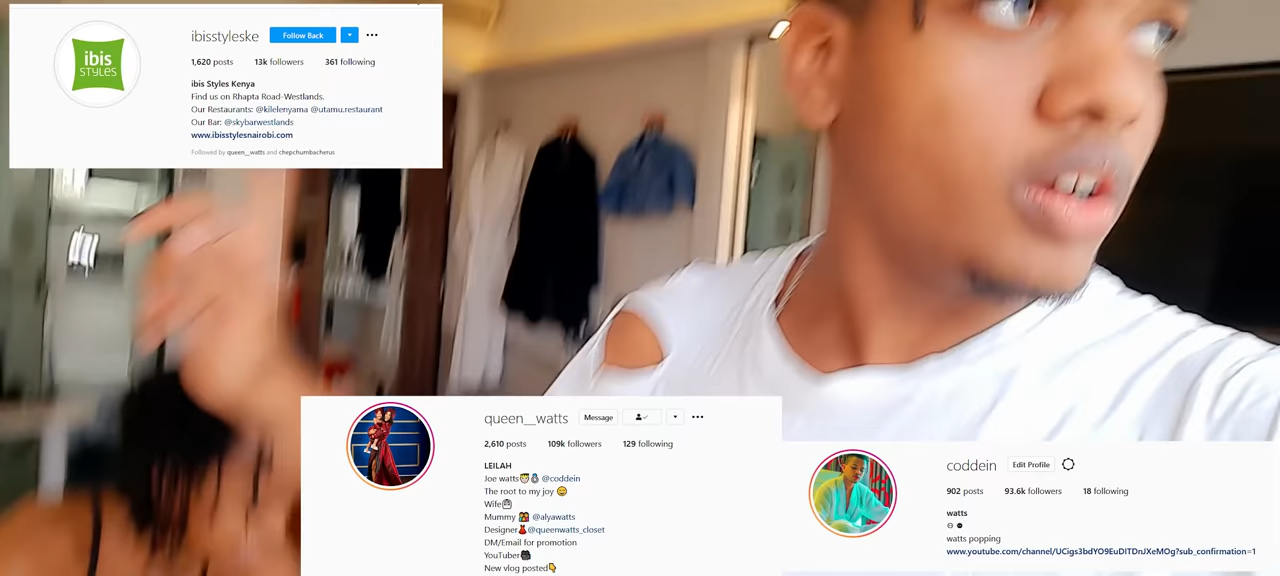 ibis
STYLES
ibisstyleske Follow Back
1,620 posts 13k followers 361 following
ibis Styles Kenya
Find us on Rhapta Road-Westlands.
Our Restaurants: @kilelenyama @utamu.restaurant
Our Bar: @skybarwestlands
www.ibisstylesnairobi.com
Followed by queen__watts and chepchumbacherus
queen__watts Message
2,610 posts 109k followers 129 following
LEILAH
Joe watts😇⛄ @coddein
The root to my joy 😄
Wife
Mummy 👩‍👧 @alyawatts
Designer💃@queenwatts_closet
DM/Email for promotion
YouTuber
New vlog posted👇
coddein Edit Profile
902 posts 93.6k followers 18 following
watts
watts popping
www.youtube.com/channel/UCigs3bdYO9EuDITDnJXeMOg?sub_confirmation=1